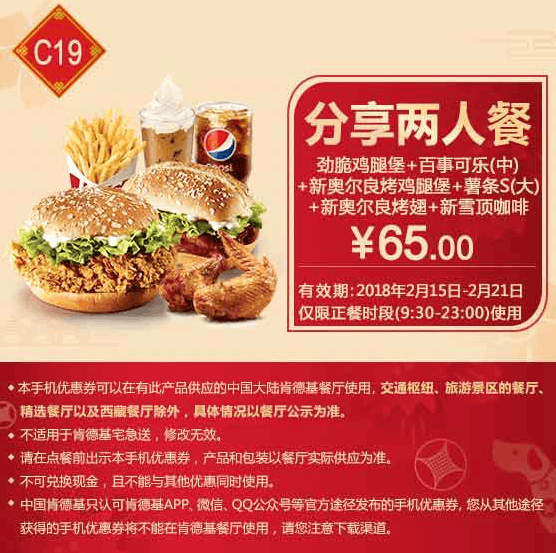 C19
分享两人餐
劲脆鸡腿堡+百事可乐(中)
+新奥尔良烤鸡腿堡+薯条S(大)
+新奥尔良烤翅+新雪顶咖啡
¥65.00
有效期:2018年2月15日-2月21日
仅限正餐时段(9:30-23:00)使用
本手机优惠券可以在有此产品供应的中国大陆肯德基餐厅使用,交通枢纽、旅游景区的餐厅、
精选餐厅以及西藏餐厅除外,具体情况以餐厅公示为准。
不适用于肯德基宅急送,修改无效。
请在点餐前出示本手机优惠券,产品和包装以餐厅实际供应为准。
不可兑换现金,且不能与其他优惠同时使用。
中国肯德基只认可肯德基APP、微信、QQ公众号等官方途径发布的手机优惠券,您从其他途径
获得的手机优惠券将不能在肯德基餐厅使用,请您注意下载渠道。